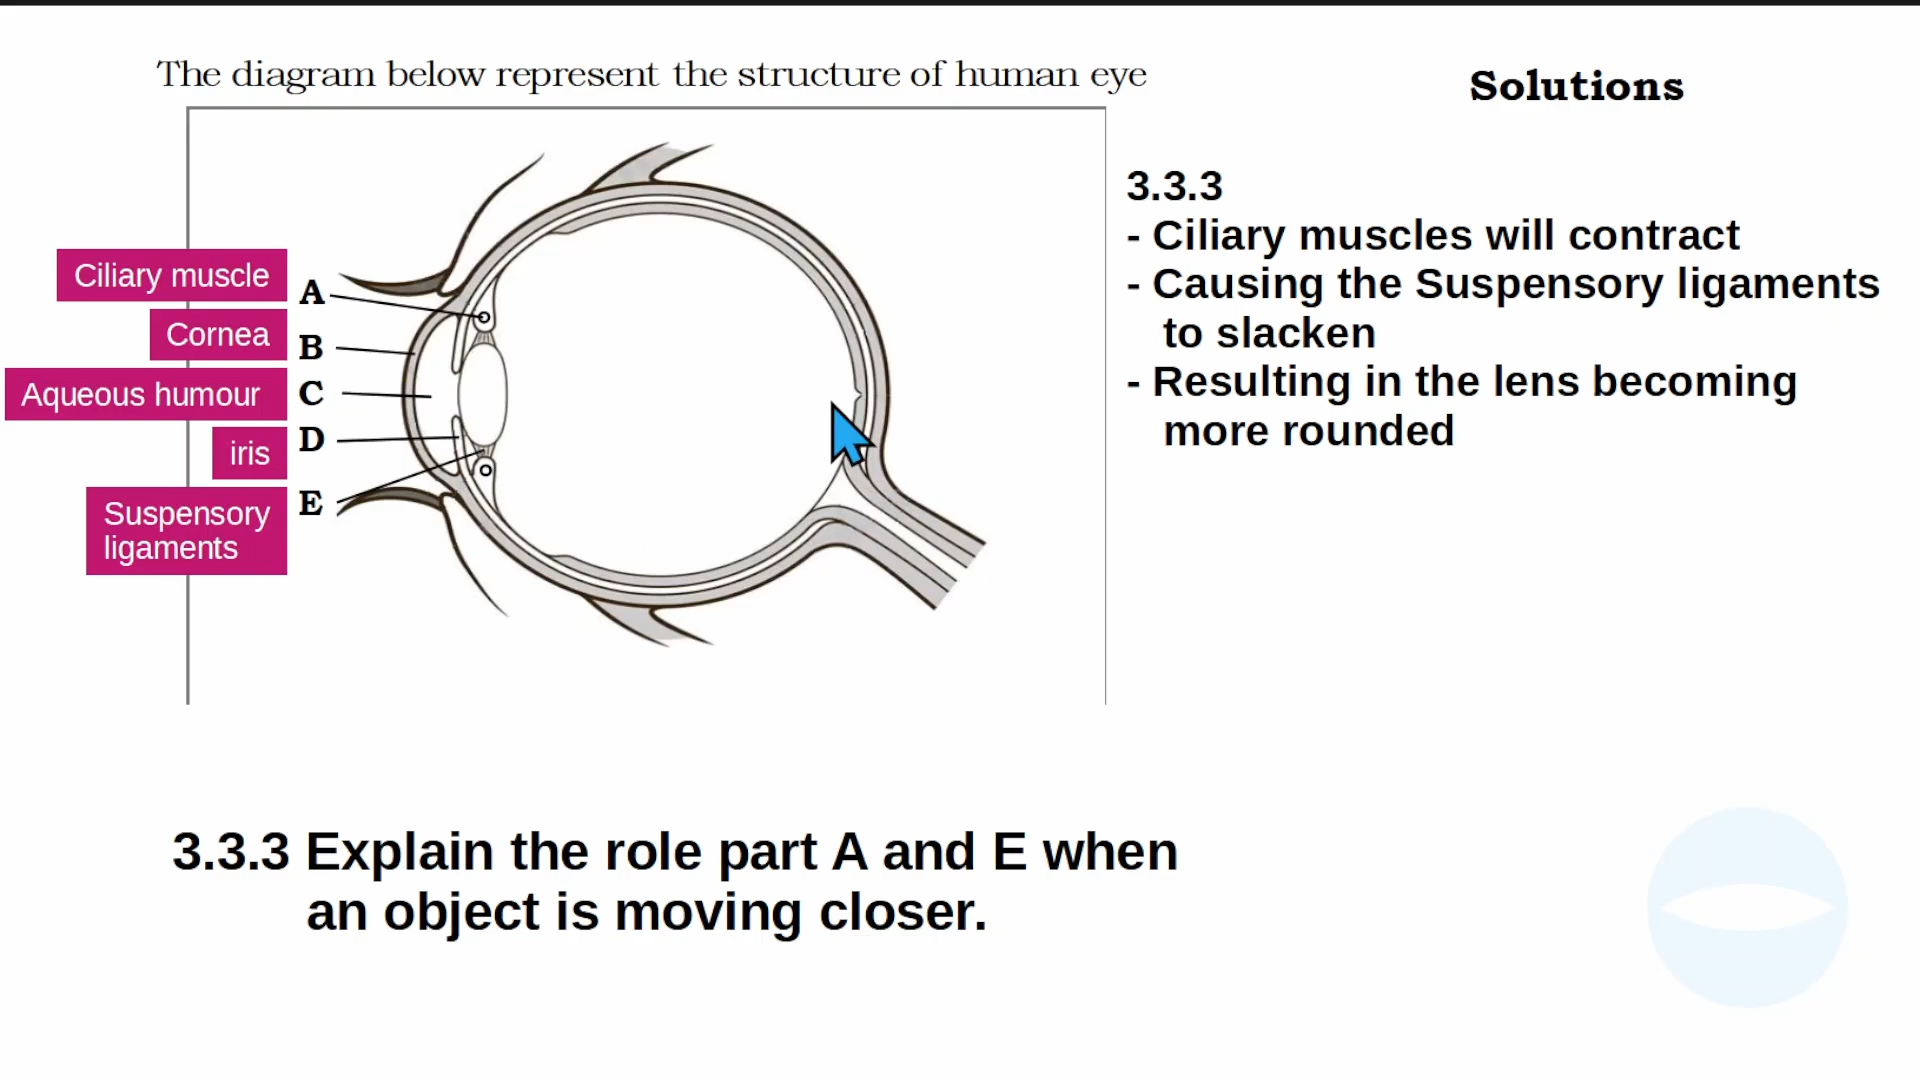 The diagram below represent the structure of human eye
Solutions
Ciliary muscle
A
Cornea
B
Aqueous humour
C
iris
D
Suspensory
ligaments
E
3.3.3
- Ciliary muscles will contract
- Causing the Suspensory ligaments
to slacken
- Resulting in the lens becoming
more rounded
3.3.3 Explain the role part A and E when
an object is moving closer.